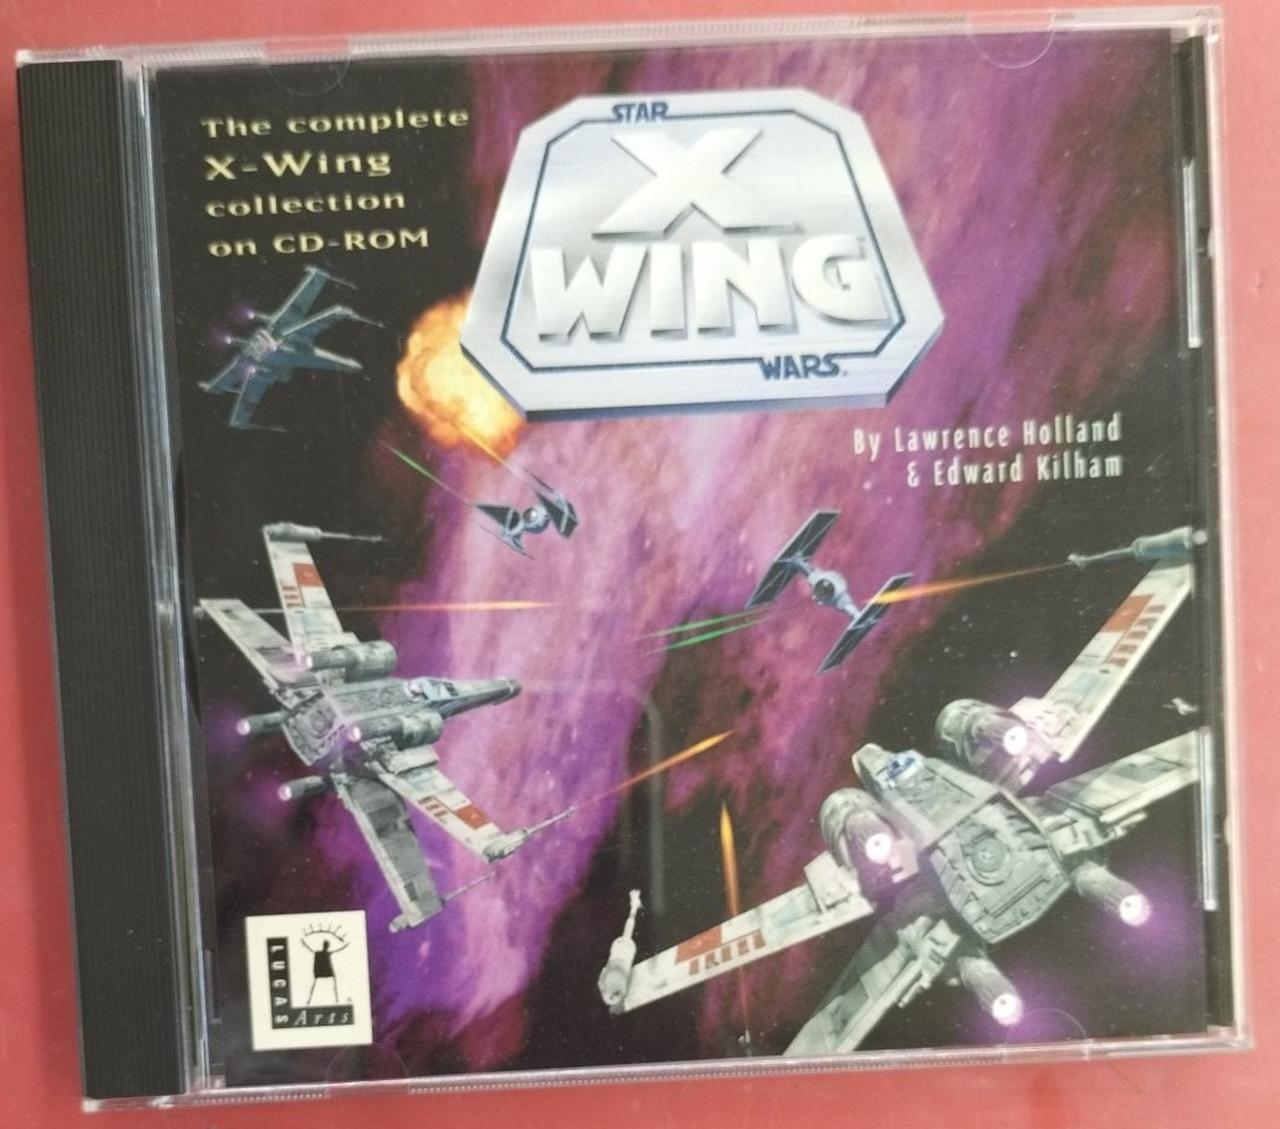 The complete
X-Wing
collection
on CD-ROM
STAR
X
WING
WARS
By Lawrence Holland
& Edward Kilham
LUCAS
Arts